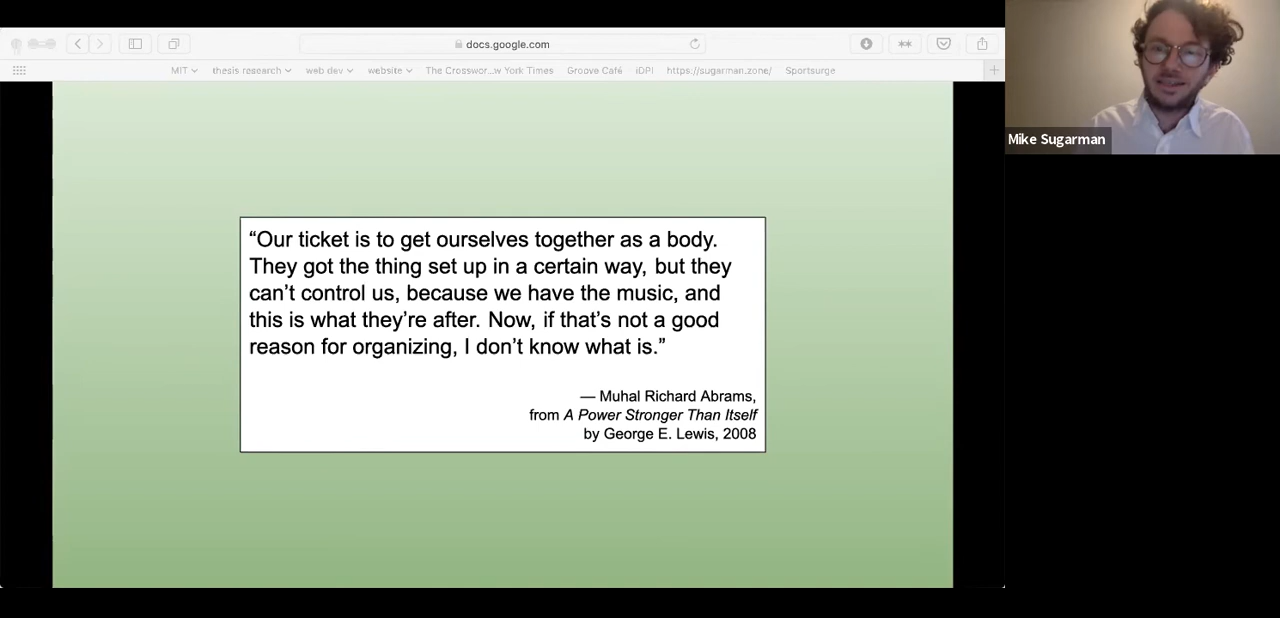 docs.google.com
MIT
thesis research
web dev
website
The Crosswor...w York Times
Groove Café
iDPI
https://sugarman.zone/
Sportsurge
Mike Sugarman
“Our ticket is to get ourselves together as a body.
They got the thing set up in a certain way, but they
can’t control us, because we have the music, and
this is what they’re after. Now, if that’s not a good
reason for organizing, I don’t know what is.”
— Muhal Richard Abrams,
from A Power Stronger Than Itself
by George E. Lewis, 2008